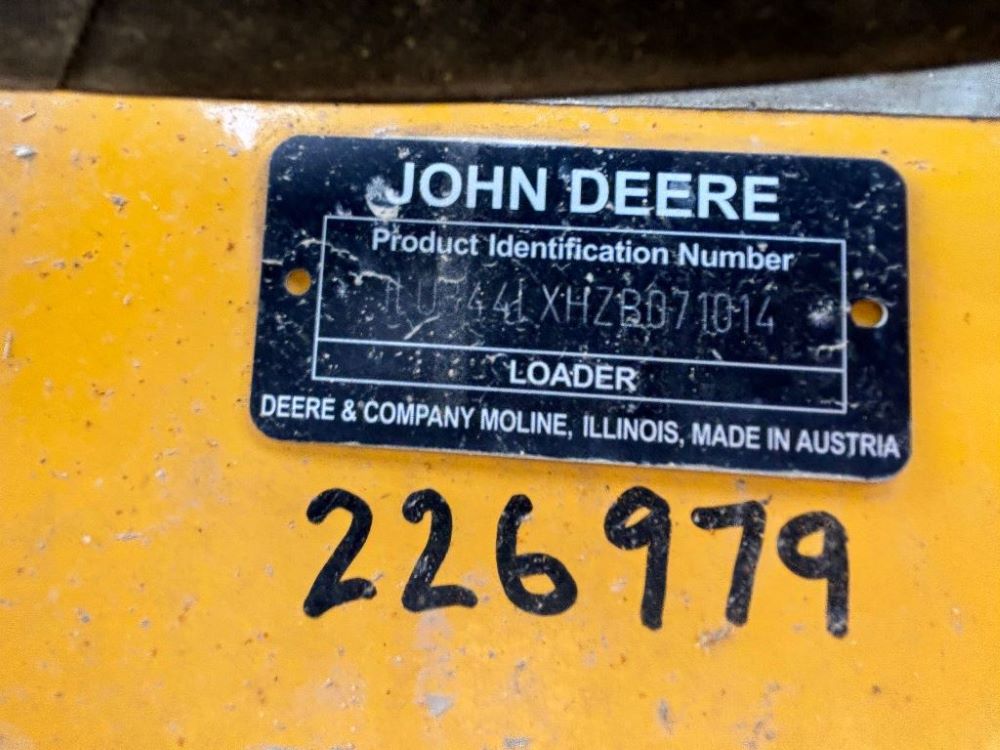 JOHN DEERE
Product Identification Number
LOADER
DEERE & COMPANY MOLINE, ILLINOIS, MADE IN AUSTRIA
226979